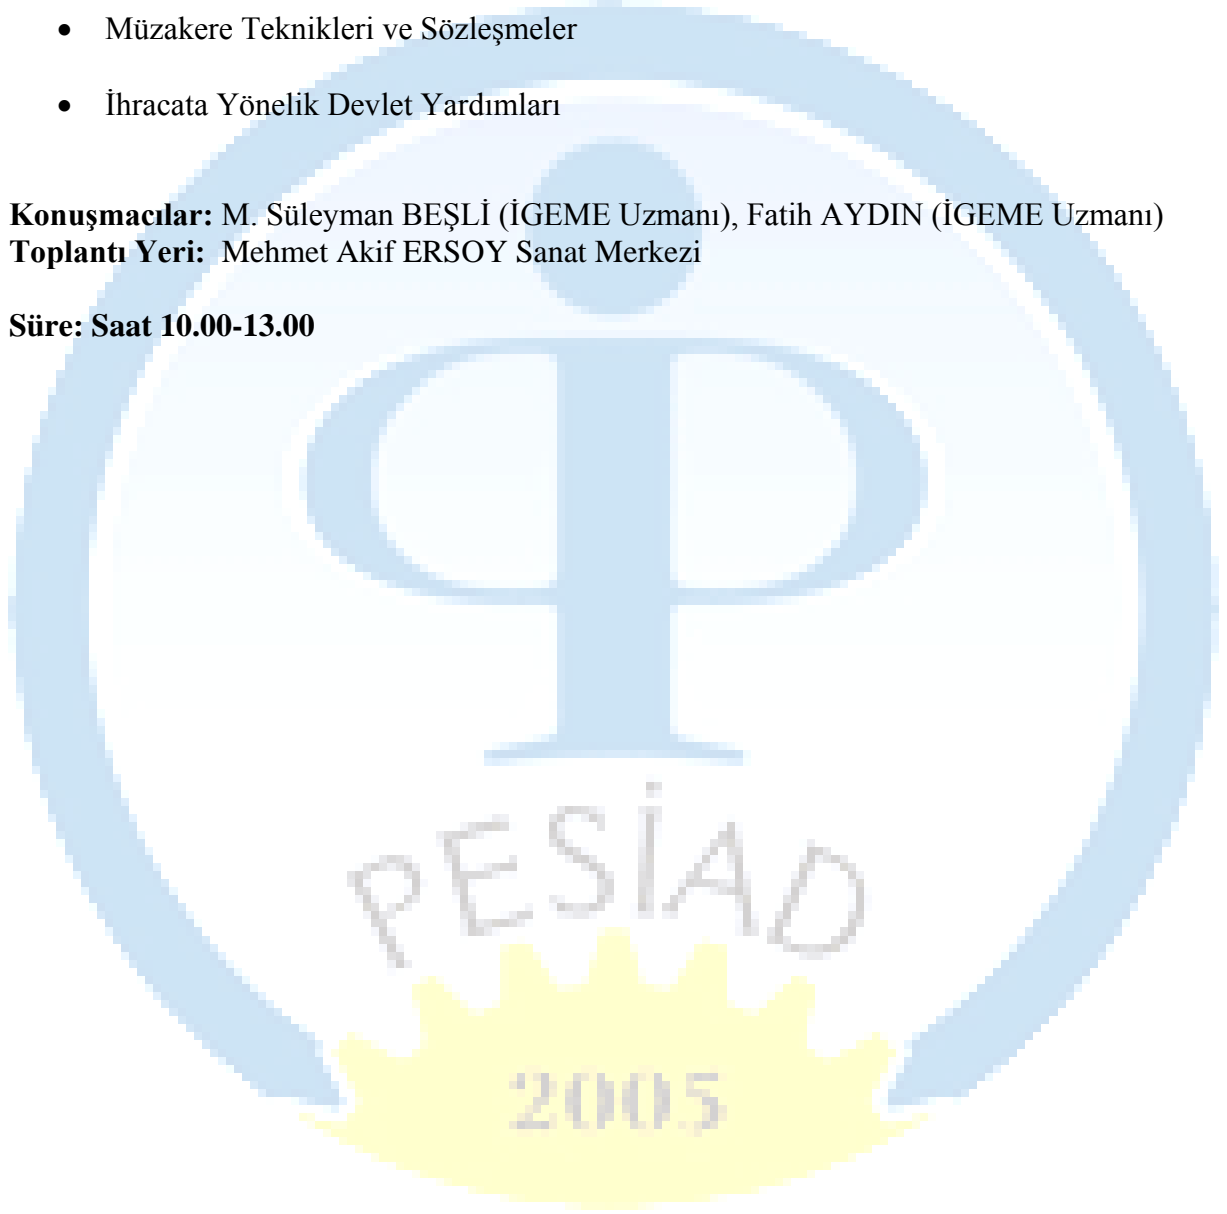 • Müzakere Teknikleri ve Sözleşmeler
• İhracata Yönelik Devlet Yardımları
Konuşmacılar: M. Süleyman BEŞLİ (İGEME Uzmanı), Fatih AYDIN (İGEME Uzmanı)
Toplantı Yeri: Mehmet Akif ERSOY Sanat Merkezi
Süre: Saat 10.00-13.00
PESİAD
2005